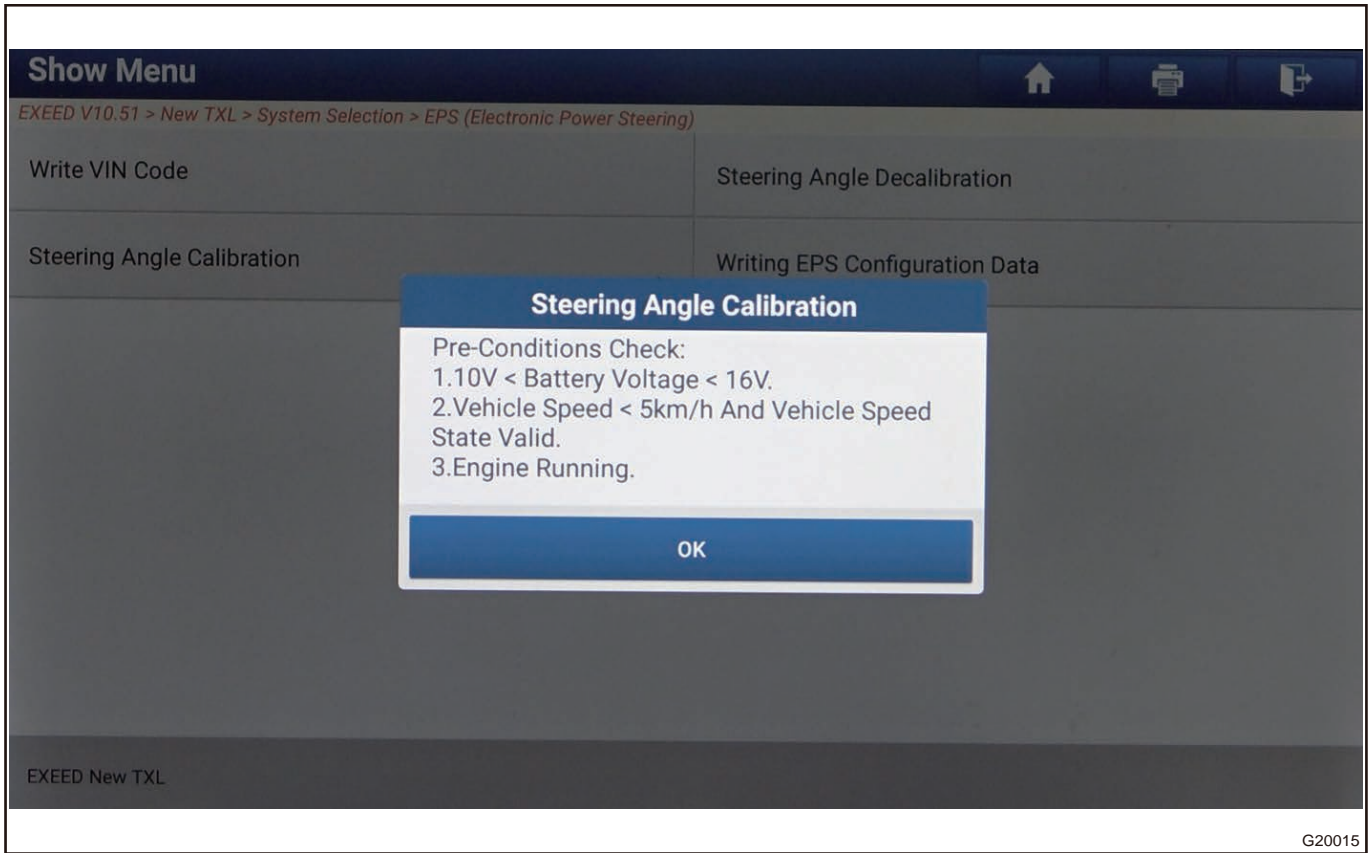 Show Menu
EXEED V10.51 > New TXL > System Selection > EPS (Electronic Power Steering)
Write VIN Code
Steering Angle Decalibration
Steering Angle Calibration
Writing EPS Configuration Data
Steering Angle Calibration
Pre-Conditions Check:
1.10V < Battery Voltage < 16V.
2.Vehicle Speed < 5km/h And Vehicle Speed
State Valid.
3.Engine Running.
OK
EXEED New TXL
G20015